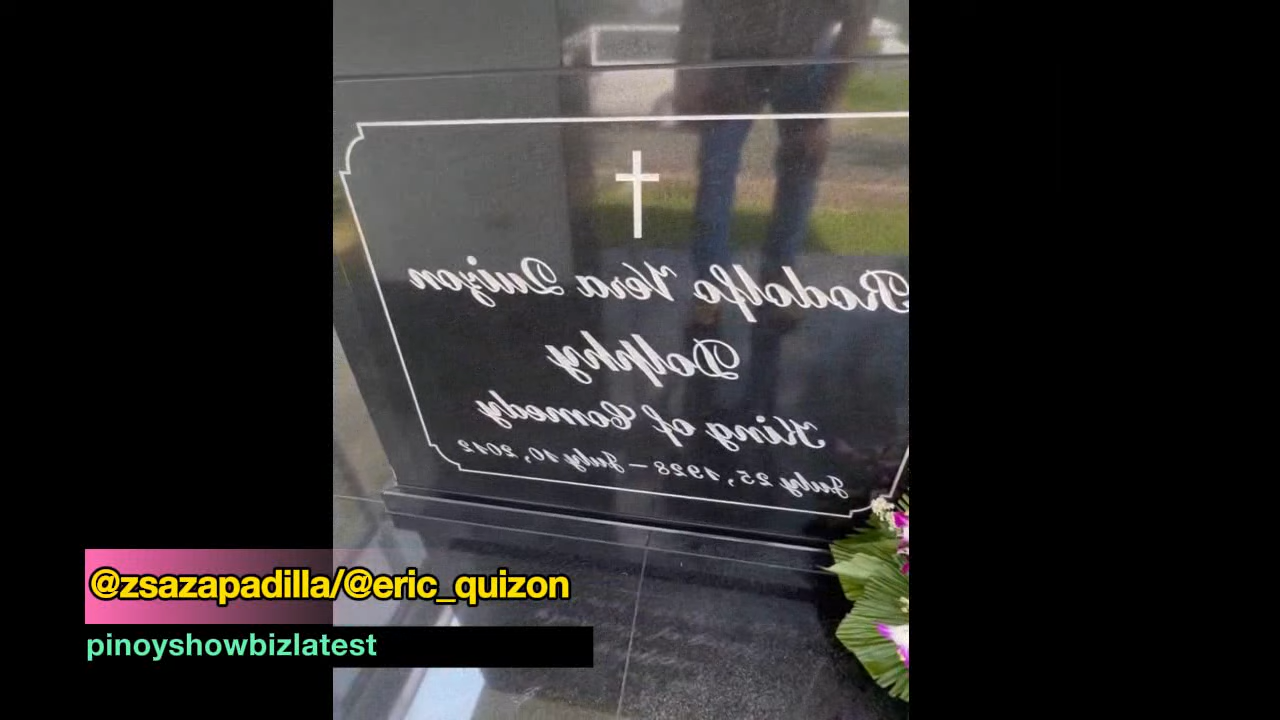 Rodolfo Vera Quizon
Dolphy
King of Comedy
July 25, 1928 – July 10, 2012
@zsazapadilla/@eric_quizon
pinoyshowbizlatest